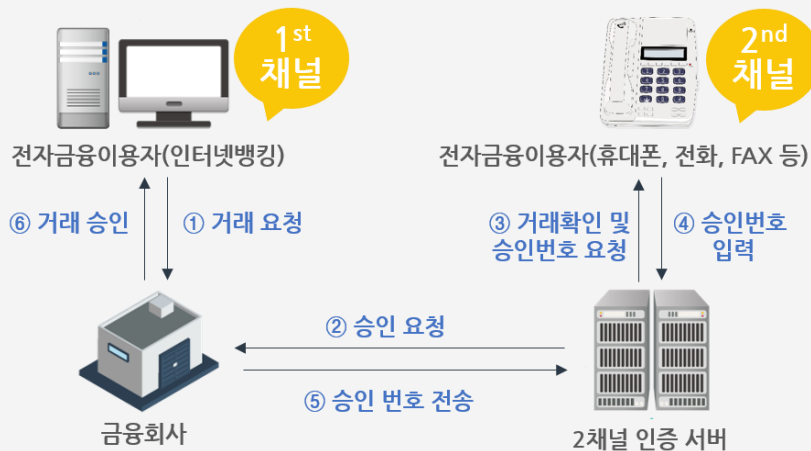 1st
채널
2nd
채널
전자금융이용자(인터넷뱅킹)
전자금융이용자(휴대폰, 전화, FAX 등)
⑥ 거래 승인
① 거래 요청
③ 거래확인 및
승인번호 요청
④ 승인번호
입력
② 승인 요청
⑤ 승인 번호 전송
금융회사
2채널 인증 서버